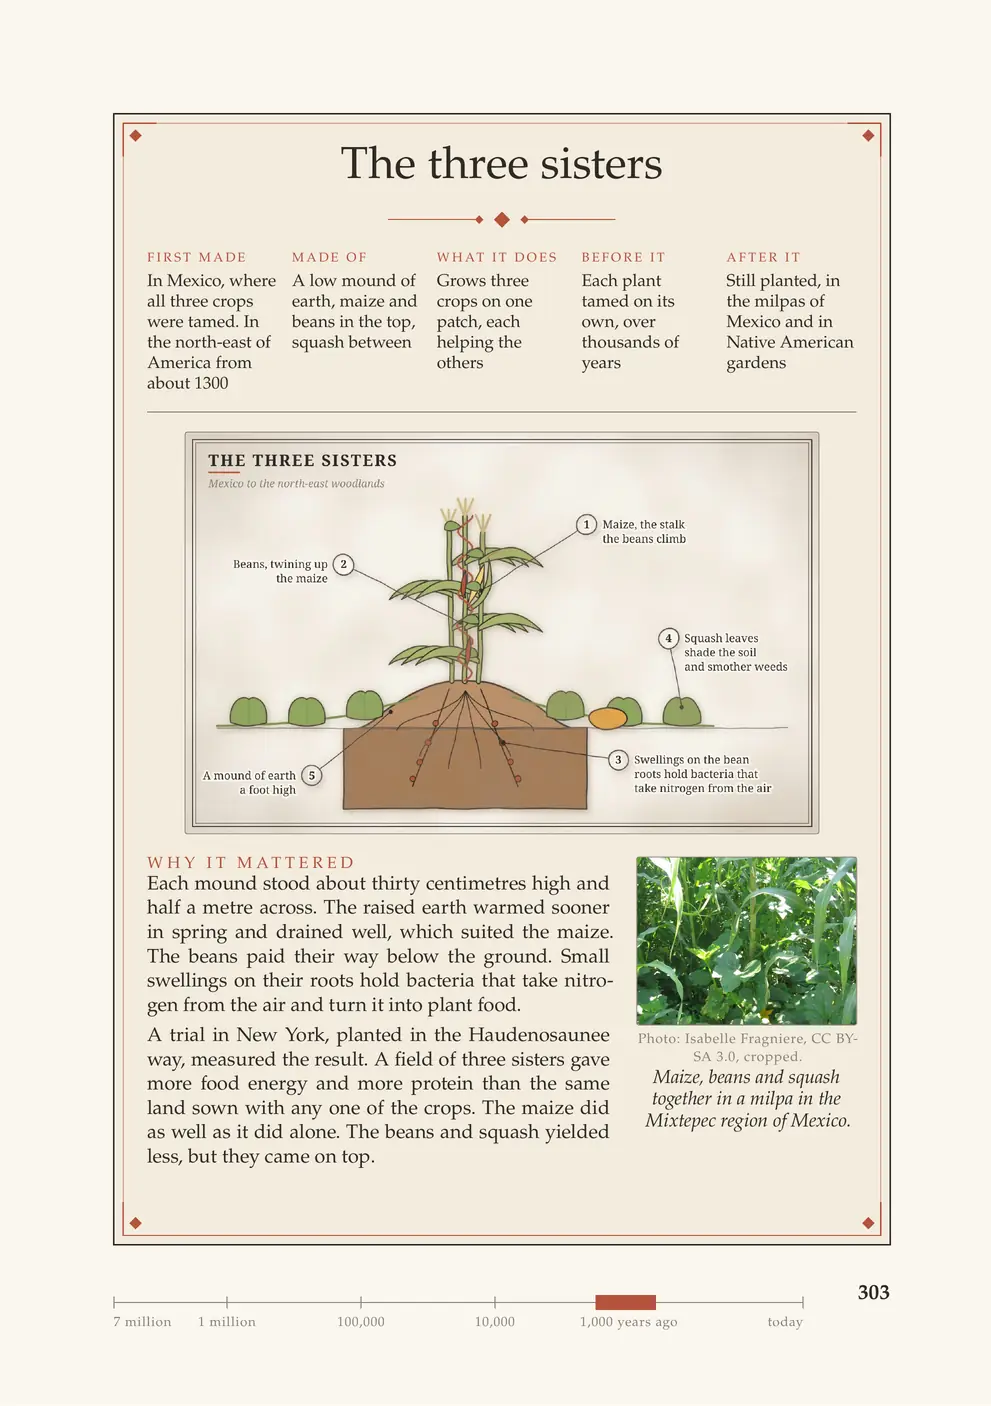 The three sisters
FIRST MADE
In Mexico, where
all three crops
were tamed. In
the north-east of
America from
about 1300
MADE OF
A low mound of
earth, maize and
beans in the top,
squash between
WHAT IT DOES
Grows three
crops on one
patch, each
helping the
others
BEFORE IT
Each plant
tamed on its
own, over
thousands of
years
AFTER IT
Still planted, in
the milpas of
Mexico and in
Native American
gardens
THE THREE SISTERS
Mexico to the north-east woodlands
1 Maize, the stalk
the beans climb
Beans, twining up 2
the maize
4 Squash leaves
shade the soil
and smother weeds
3 Swellings on the bean
roots hold bacteria that
take nitrogen from the air
A mound of earth 5
a foot high
WHY IT MATTERED
Each mound stood about thirty centimetres high and
half a metre across. The raised earth warmed sooner
in spring and drained well, which suited the maize.
The beans paid their way below the ground. Small
swellings on their roots hold bacteria that take nitro-
gen from the air and turn it into plant food.
A trial in New York, planted in the Haudenosaunee
way, measured the result. A field of three sisters gave
more food energy and more protein than the same
land sown with any one of the crops. The maize did
as well as it did alone. The beans and squash yielded
less, but they came on top.
Photo: Isabelle Fragniere, CC BY-
SA 3.0, cropped.
Maize, beans and squash
together in a milpa in the
Mixtepec region of Mexico.
303
7 million 1 million 100,000 10,000 1,000 years ago today